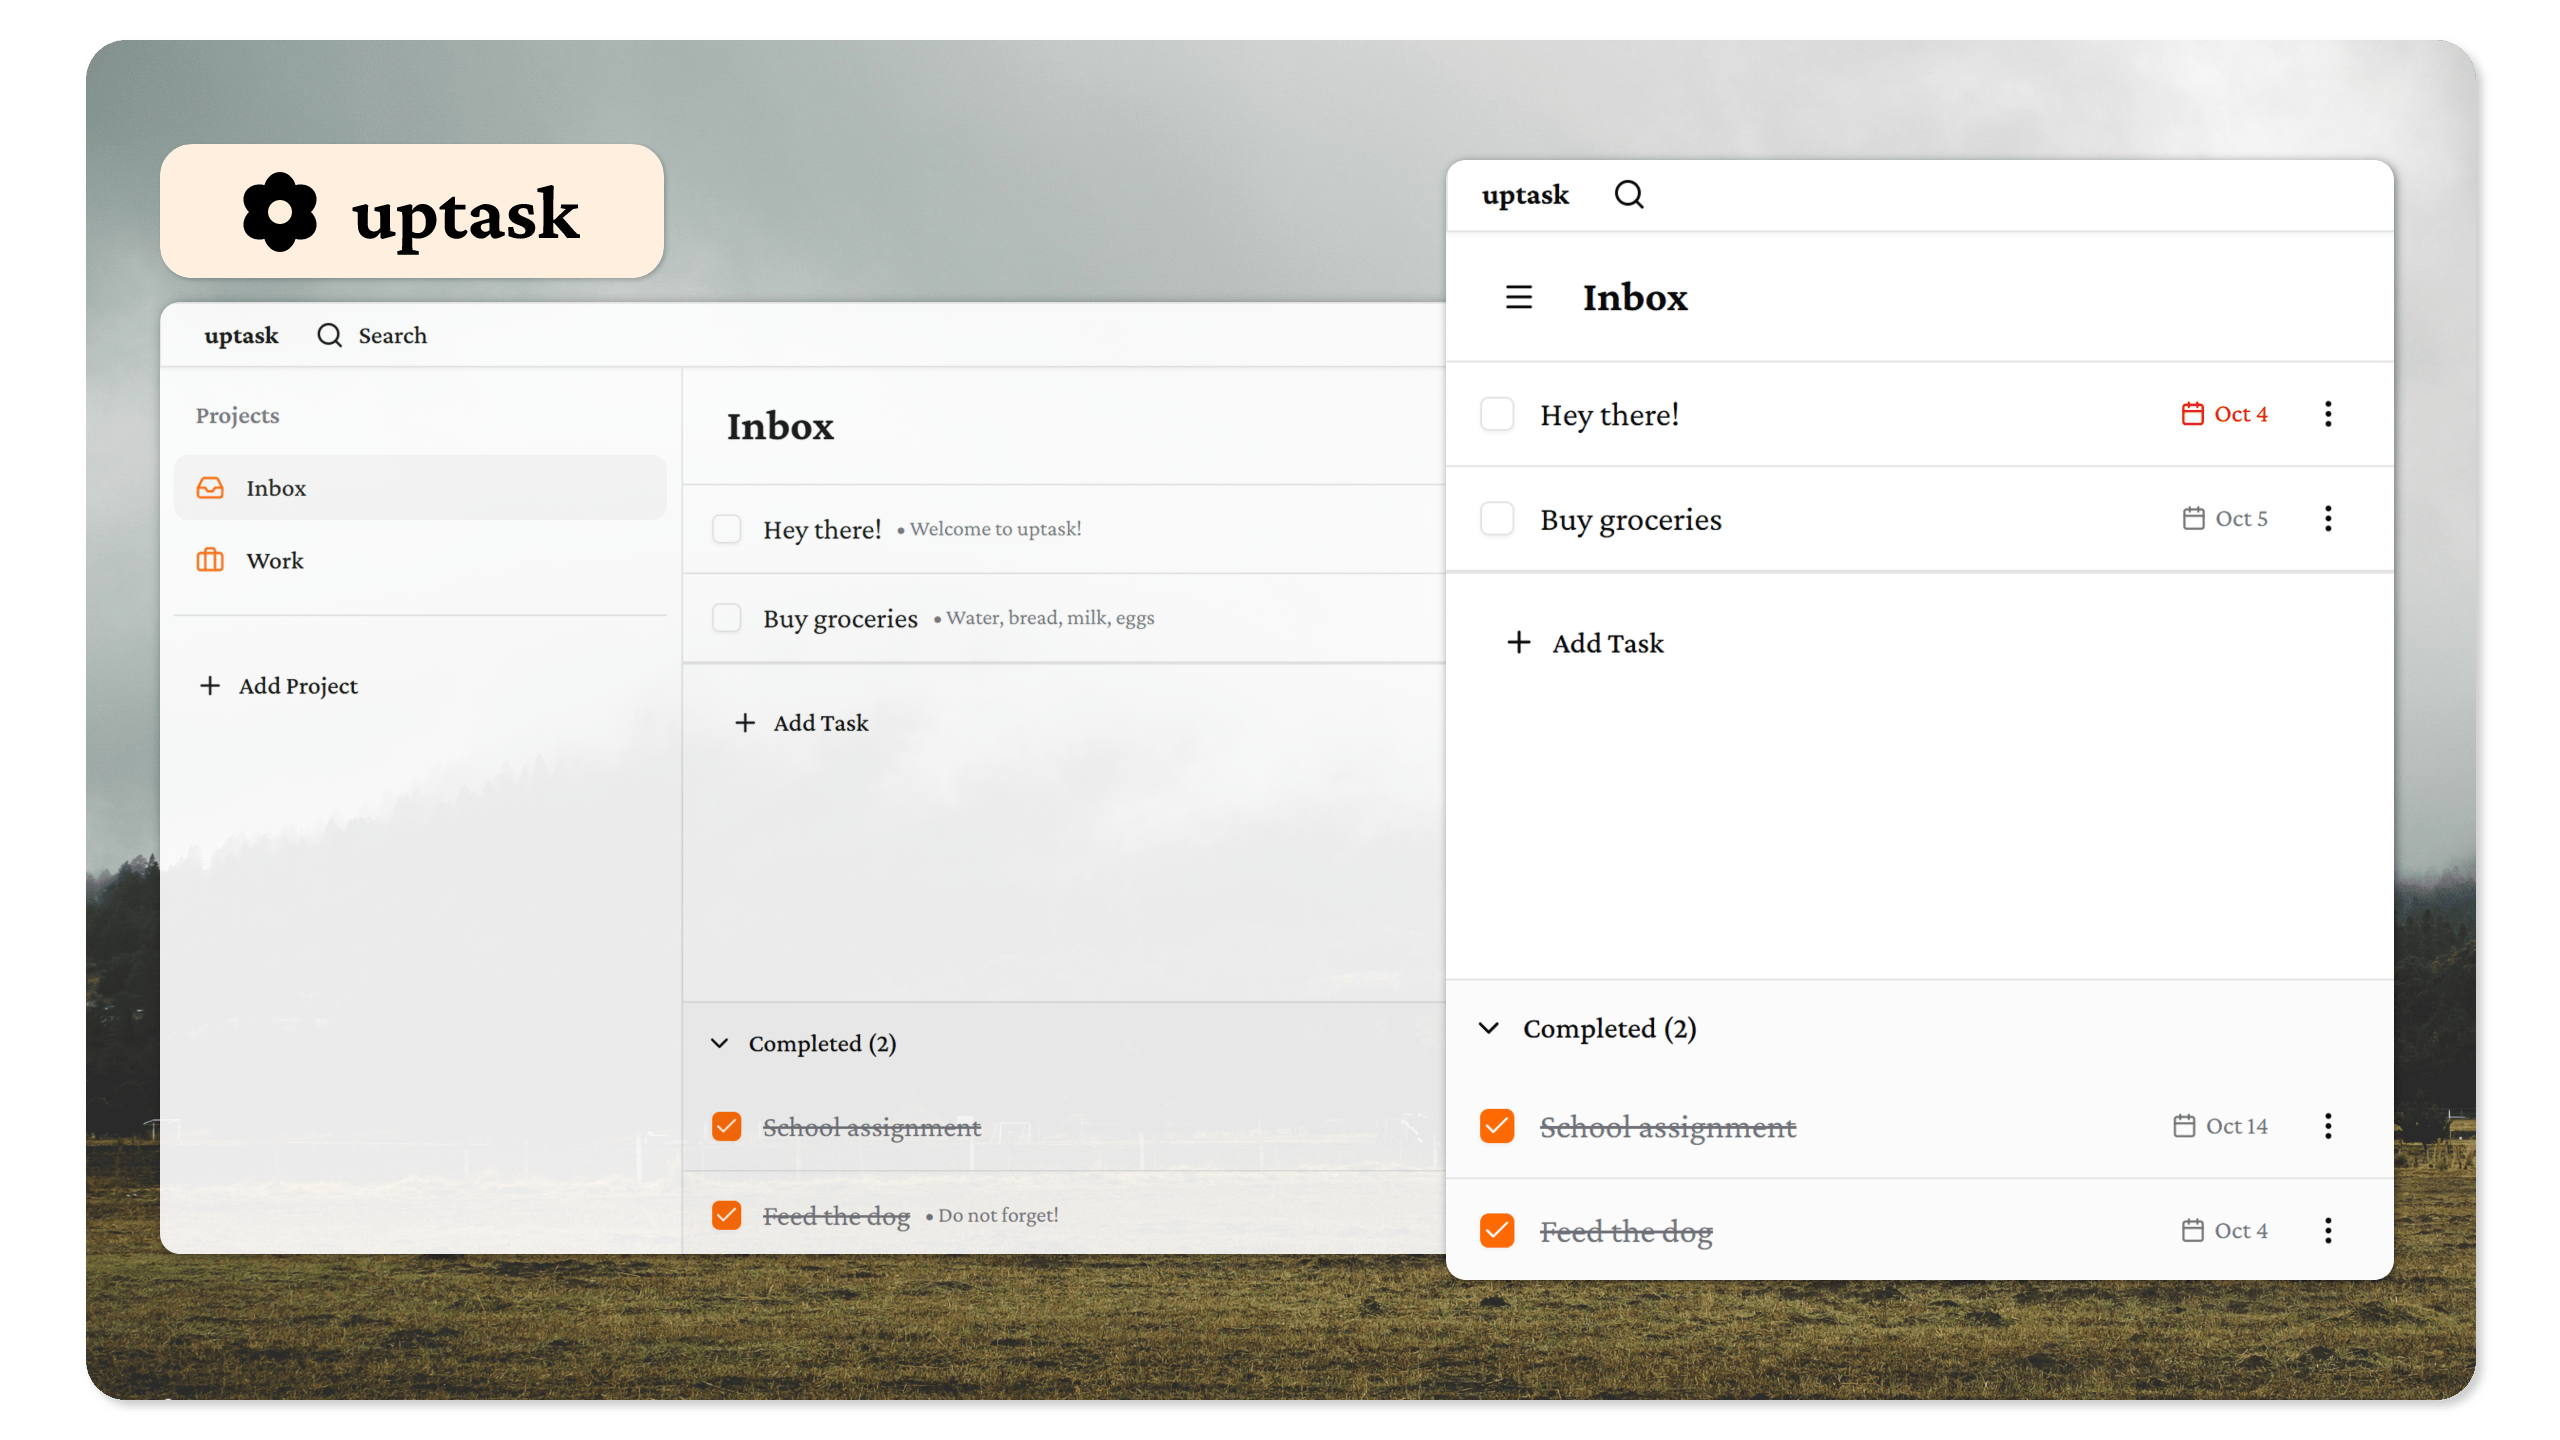 uptask
uptask Search
Projects
Inbox
Work
Add Project
Inbox
Hey there! • Welcome to uptask!
Buy groceries • Water, bread, milk, eggs
Add Task
Completed (2)
School assignment
Feed the dog • Do not forget!
uptask
Inbox
Hey there! Oct 4
Buy groceries Oct 5
Add Task
Completed (2)
School assignment Oct 14
Feed the dog Oct 4